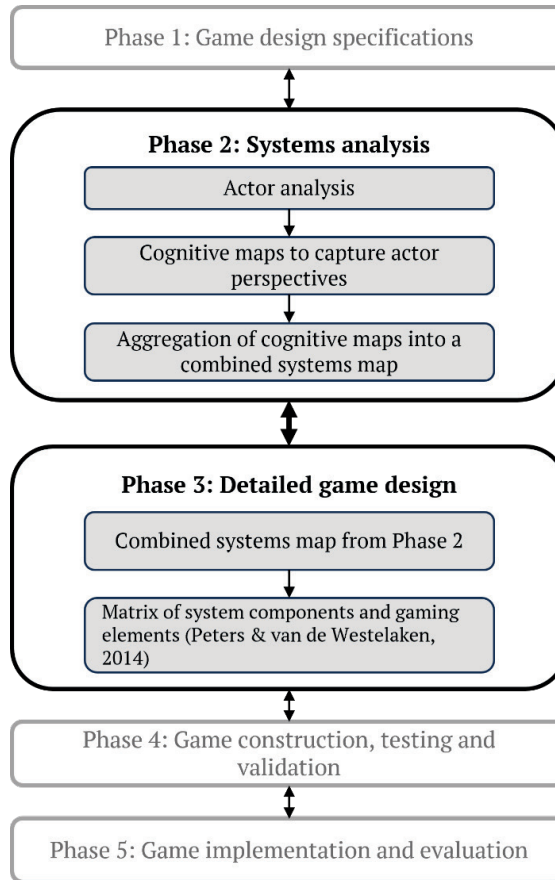 Phase 1: Game design specifications
Phase 2: Systems analysis
Actor analysis
Cognitive maps to capture actor
perspectives
Aggregation of cognitive maps into a
combined systems map
Phase 3: Detailed game design
Combined systems map from Phase 2
Matrix of system components and gaming
elements (Peters & van de Westelaken,
2014)
Phase 4: Game construction, testing and
validation
Phase 5: Game implementation and evaluation